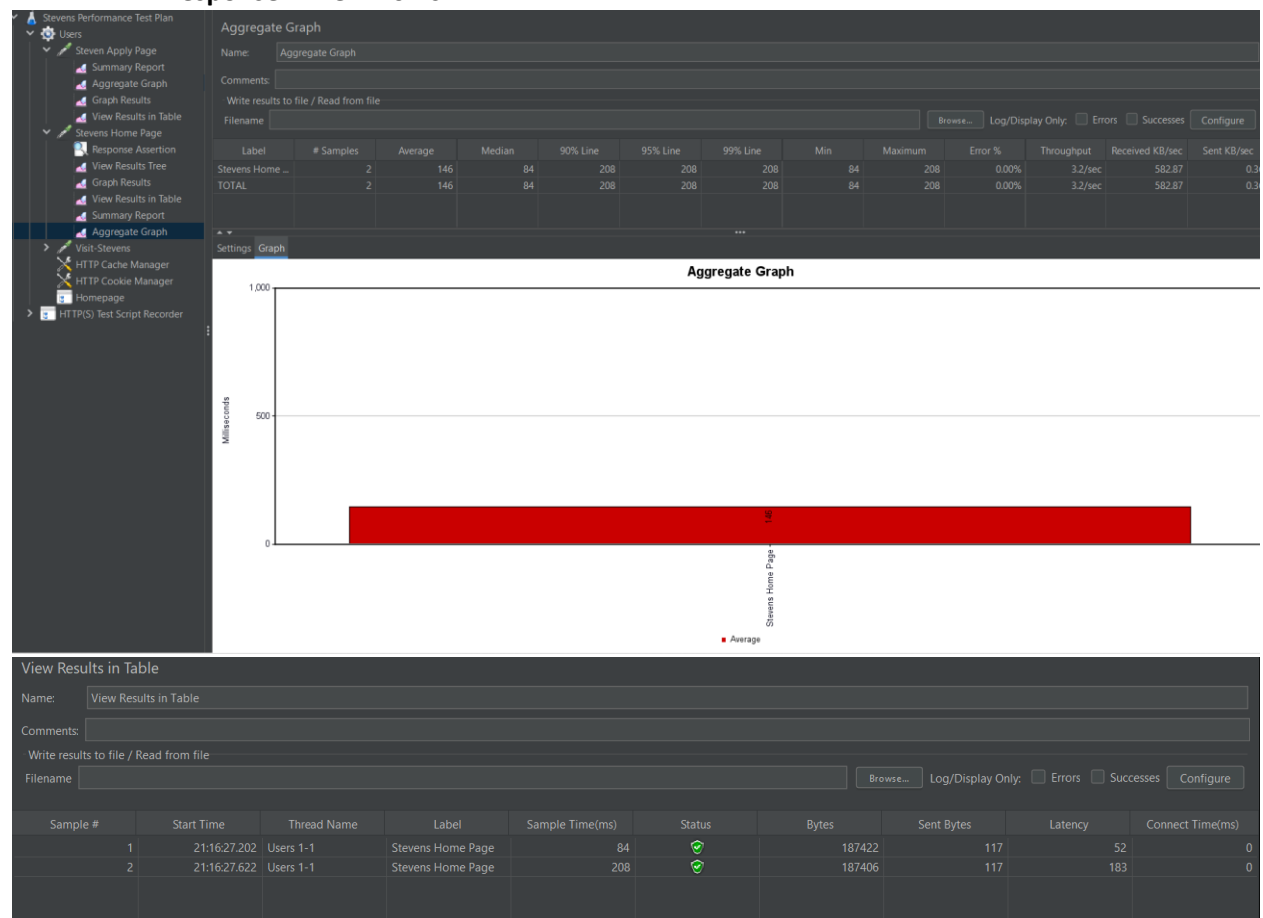 Stevens Performance Test Plan
Users
Steven Apply Page
Summary Report
Aggregate Graph
Graph Results
View Results in Table
Stevens Home Page
Response Assertion
View Results Tree
Graph Results
View Results in Table
Summary Report
Aggregate Graph
Visit-Stevens
HTTP Cache Manager
HTTP Cookie Manager
Homepage
HTTP(S) Test Script Recorder
Aggregate Graph
Name: Aggregate Graph
Comments:
Write results to file / Read from file
Filename Browse... Log/Display Only: Errors Successes Configure
Label # Samples Average Median 90% Line 95% Line 99% Line Min Maximum Error % Throughput Received KB/sec Sent KB/sec
Stevens Home ... 2 146 84 208 208 208 84 208 0.00% 3.2/sec 582.87
TOTAL 2 146 84 208 208 208 84 208 0.00% 3.2/sec 582.87
Settings Graph
Aggregate Graph
1,000
500
0
Milliseconds
146
Stevens Home Page -
Average
View Results in Table
Name: View Results in Table
Comments:
Write results to file / Read from file
Filename Browse... Log/Display Only: Errors Successes Configure
Sample # Start Time Thread Name Label Sample Time(ms) Status Bytes Sent Bytes Latency Connect Time(ms)
1 21:16:27.202 Users 1-1 Stevens Home Page 84 187422 117 52 0
2 21:16:27.622 Users 1-1 Stevens Home Page 208 187406 117 183 0